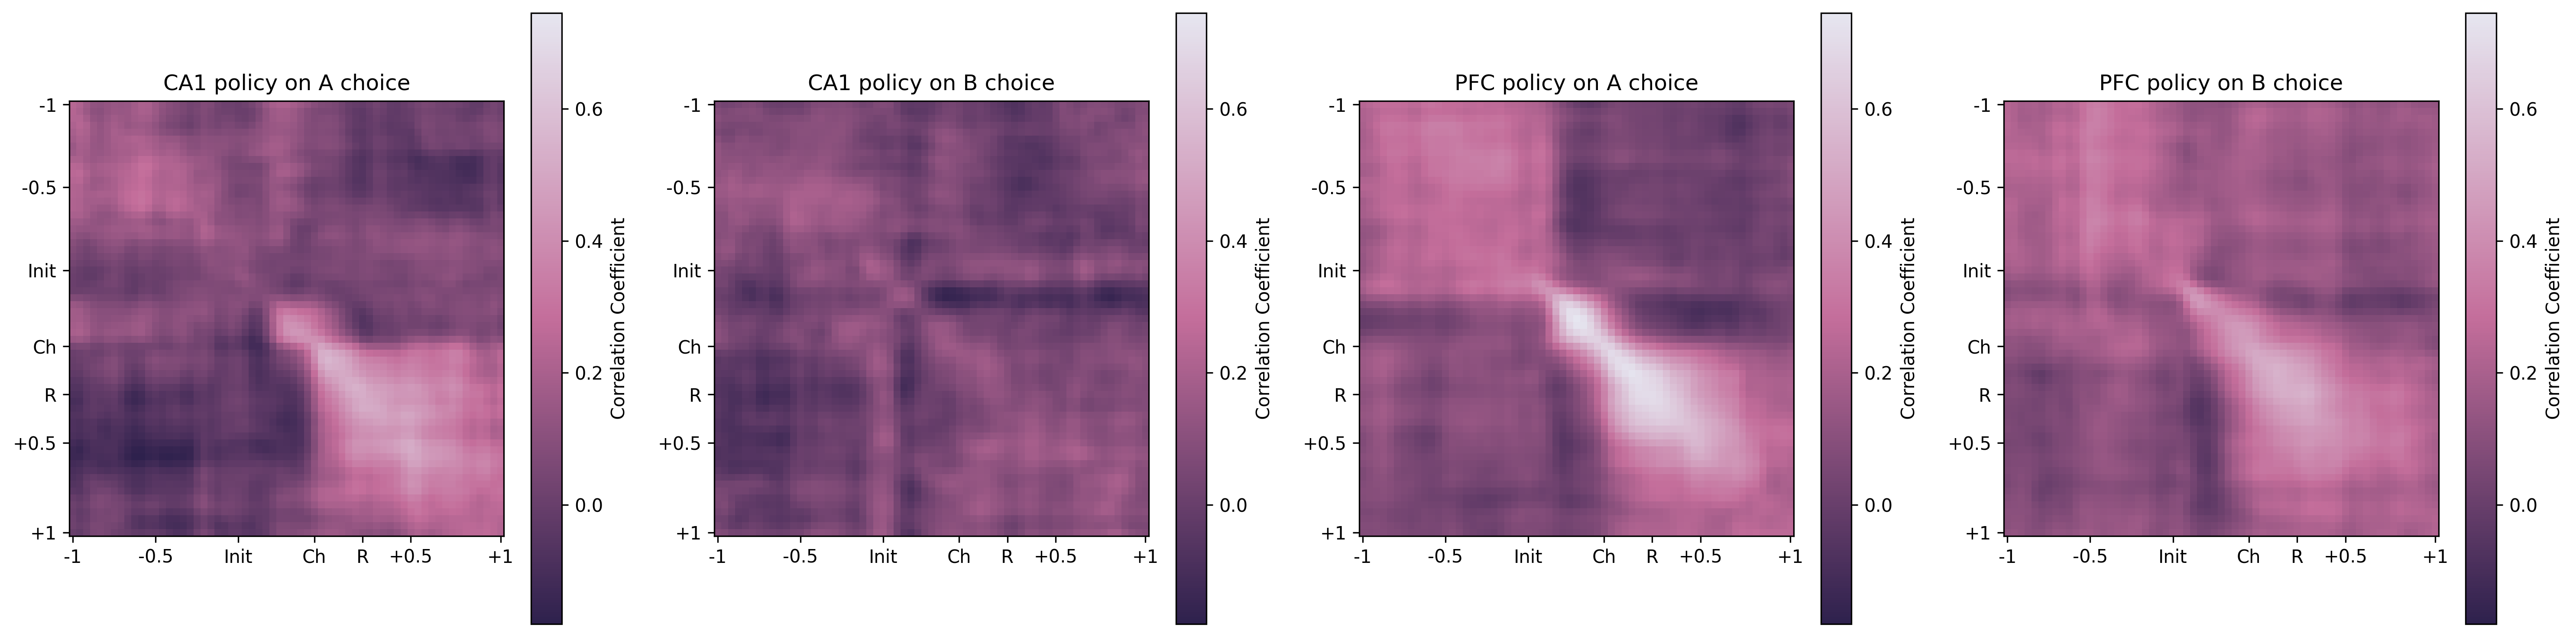 CA1 policy on A choice
-1
-0.5
Init
Ch
R
+0.5
+1
-1 -0.5 Init Ch R +0.5 +1
0.6
0.4
0.2
0.0
Correlation Coefficient
CA1 policy on B choice
-1
-0.5
Init
Ch
R
+0.5
+1
-1 -0.5 Init Ch R +0.5 +1
0.6
0.4
0.2
0.0
Correlation Coefficient
PFC policy on A choice
-1
-0.5
Init
Ch
R
+0.5
+1
-1 -0.5 Init Ch R +0.5 +1
0.6
0.4
0.2
0.0
Correlation Coefficient
PFC policy on B choice
-1
-0.5
Init
Ch
R
+0.5
+1
-1 -0.5 Init Ch R +0.5 +1
0.6
0.4
0.2
0.0
Correlation Coefficient